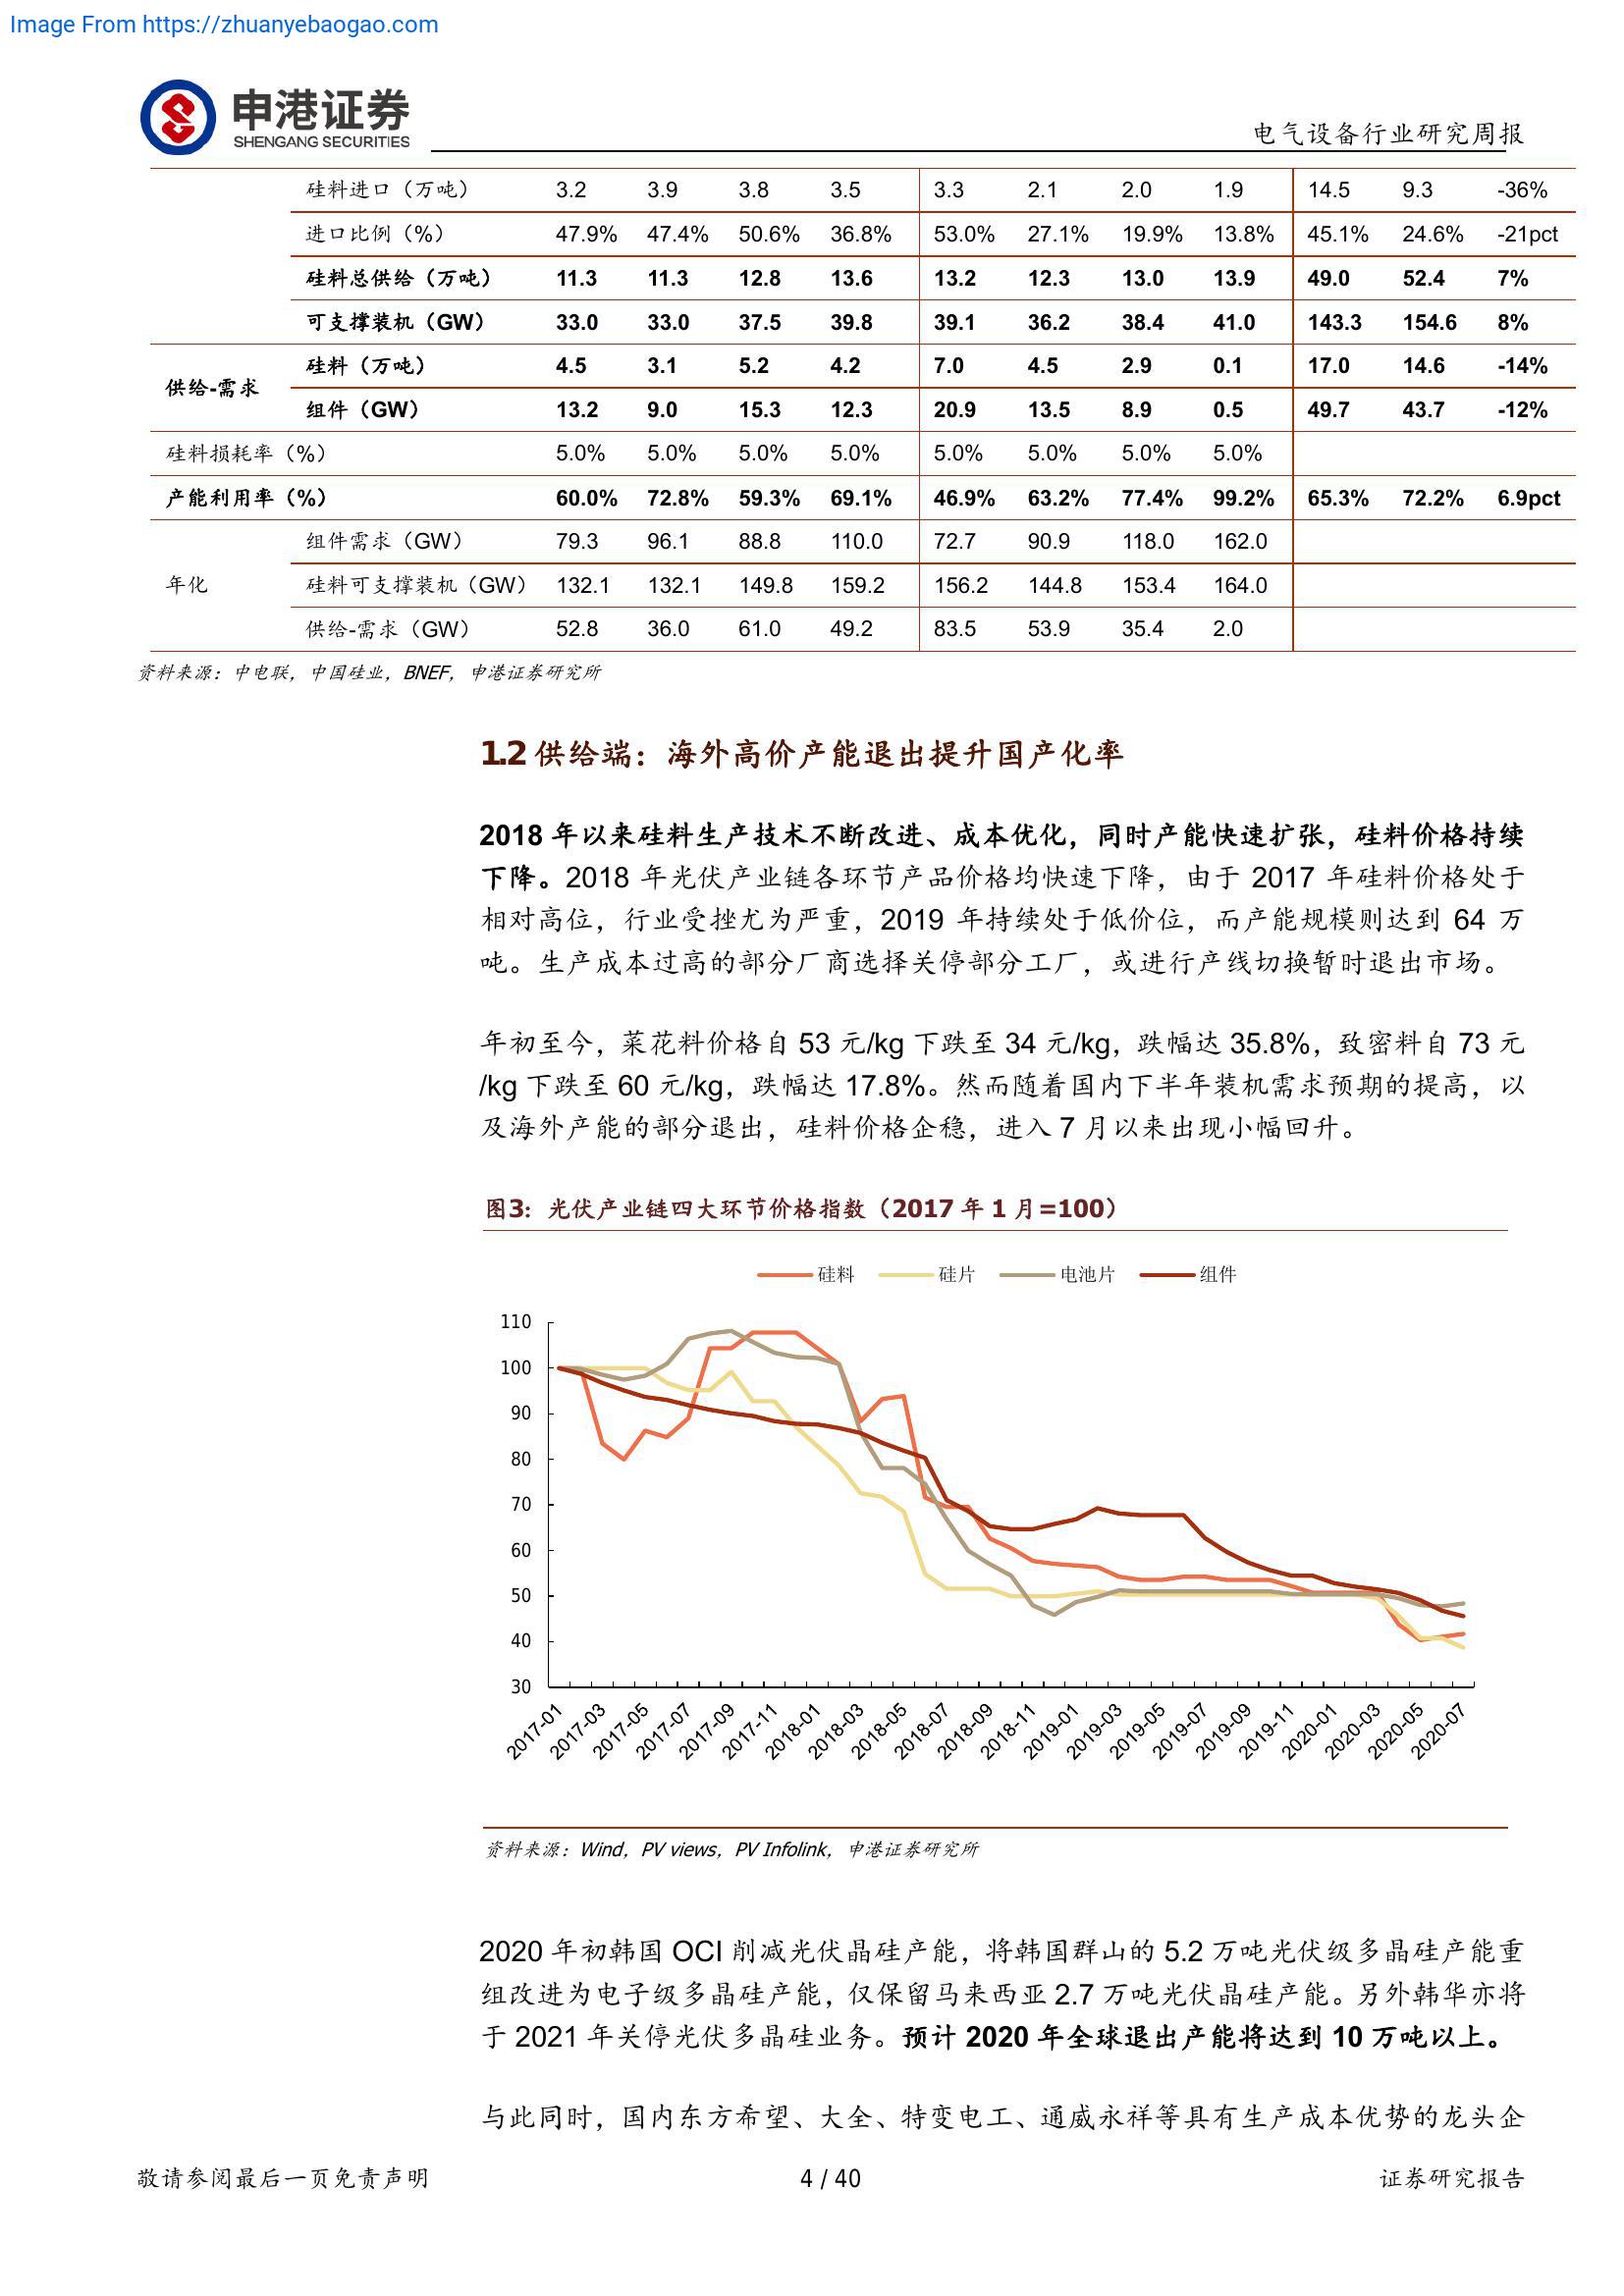 Image From https://zhuanyebaogao.com
申港证券
SHENGANG SECURITIES
电气设备行业研究周报
硅料进口（万吨） 3.2 3.9 3.8 3.5 3.3 2.1 2.0 1.9 14.5 9.3 -36%
进口比例（%） 47.9% 47.4% 50.6% 36.8% 53.0% 27.1% 19.9% 13.8% 45.1% 24.6% -21pct
硅料总供给（万吨） 11.3 11.3 12.8 13.6 13.2 12.3 13.0 13.9 49.0 52.4 7%
可支撑装机（GW） 33.0 33.0 37.5 39.8 39.1 36.2 38.4 41.0 143.3 154.6 8%
供给-需求
硅料（万吨） 4.5 3.1 5.2 4.2 7.0 4.5 2.9 0.1 17.0 14.6 -14%
组件（GW） 13.2 9.0 15.3 12.3 20.9 13.5 8.9 0.5 49.7 43.7 -12%
硅料损耗率（%） 5.0% 5.0% 5.0% 5.0% 5.0% 5.0% 5.0% 5.0%
产能利用率（%） 60.0% 72.8% 59.3% 69.1% 46.9% 63.2% 77.4% 99.2% 65.3% 72.2% 6.9pct
年化
组件需求（GW） 79.3 96.1 88.8 110.0 72.7 90.9 118.0 162.0
硅料可支撑装机（GW） 132.1 132.1 149.8 159.2 156.2 144.8 153.4 164.0
供给-需求（GW） 52.8 36.0 61.0 49.2 83.5 53.9 35.4 2.0
资料来源：中电联，中国硅业，BNEF，申港证券研究所
1.2 供给端：海外高价产能退出提升国产化率
2018 年以来硅料生产技术不断改进、成本优化，同时产能快速扩张，硅料价格持续
下降。2018 年光伏产业链各环节产品价格均快速下降，由于 2017 年硅料价格处于
相对高位，行业受挫尤为严重，2019 年持续处于低价位，而产能规模则达到 64 万
吨。生产成本过高的部分厂商选择关停部分工厂，或进行产线切换暂时退出市场。
年初至今，菜花料价格自 53 元/kg 下跌至 34 元/kg，跌幅达 35.8%，致密料自 73 元
/kg 下跌至 60 元/kg，跌幅达 17.8%。然而随着国内下半年装机需求预期的提高，以
及海外产能的部分退出，硅料价格企稳，进入 7 月以来出现小幅回升。
图3：光伏产业链四大环节价格指数（2017 年 1 月=100）
硅料 硅片 电池片 组件
110
100
90
80
70
60
50
40
30
2017-01 2017-03 2017-05 2017-07 2017-09 2017-11 2018-01 2018-03 2018-05 2018-07 2018-09 2018-11 2019-01 2019-03 2019-05 2019-07 2019-09 2019-11 2020-01 2020-03 2020-05 2020-07
资料来源：Wind，PV views，PV Infolink，申港证券研究所
2020 年初韩国 OCI 削减光伏晶硅产能，将韩国群山的 5.2 万吨光伏级多晶硅产能重
组改进为电子级多晶硅产能，仅保留马来西亚 2.7 万吨光伏晶硅产能。另外韩华亦将
于 2021 年关停光伏多晶硅业务。预计 2020 年全球退出产能将达到 10 万吨以上。
与此同时，国内东方希望、大全、特变电工、通威永祥等具有生产成本优势的龙头企
敬请参阅最后一页免责声明
4 / 40
证券研究报告